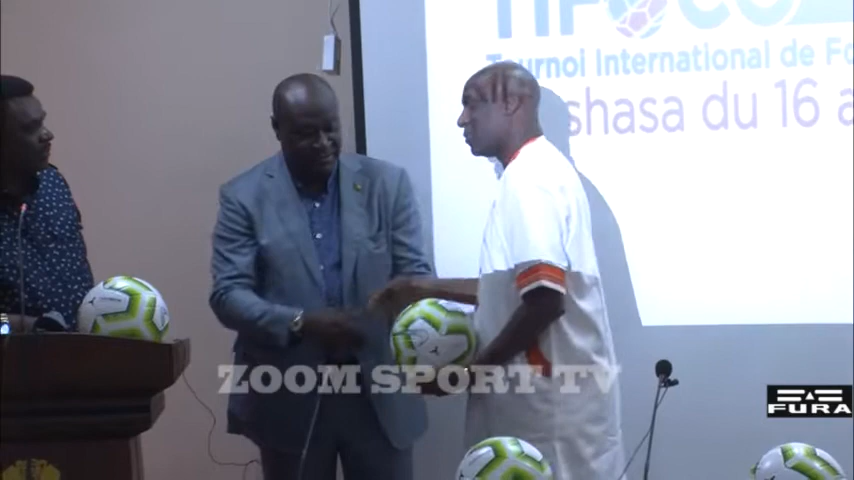 Tournoi International de Fo
shasa du 16 a
ZOOM SPORT TV
FURA